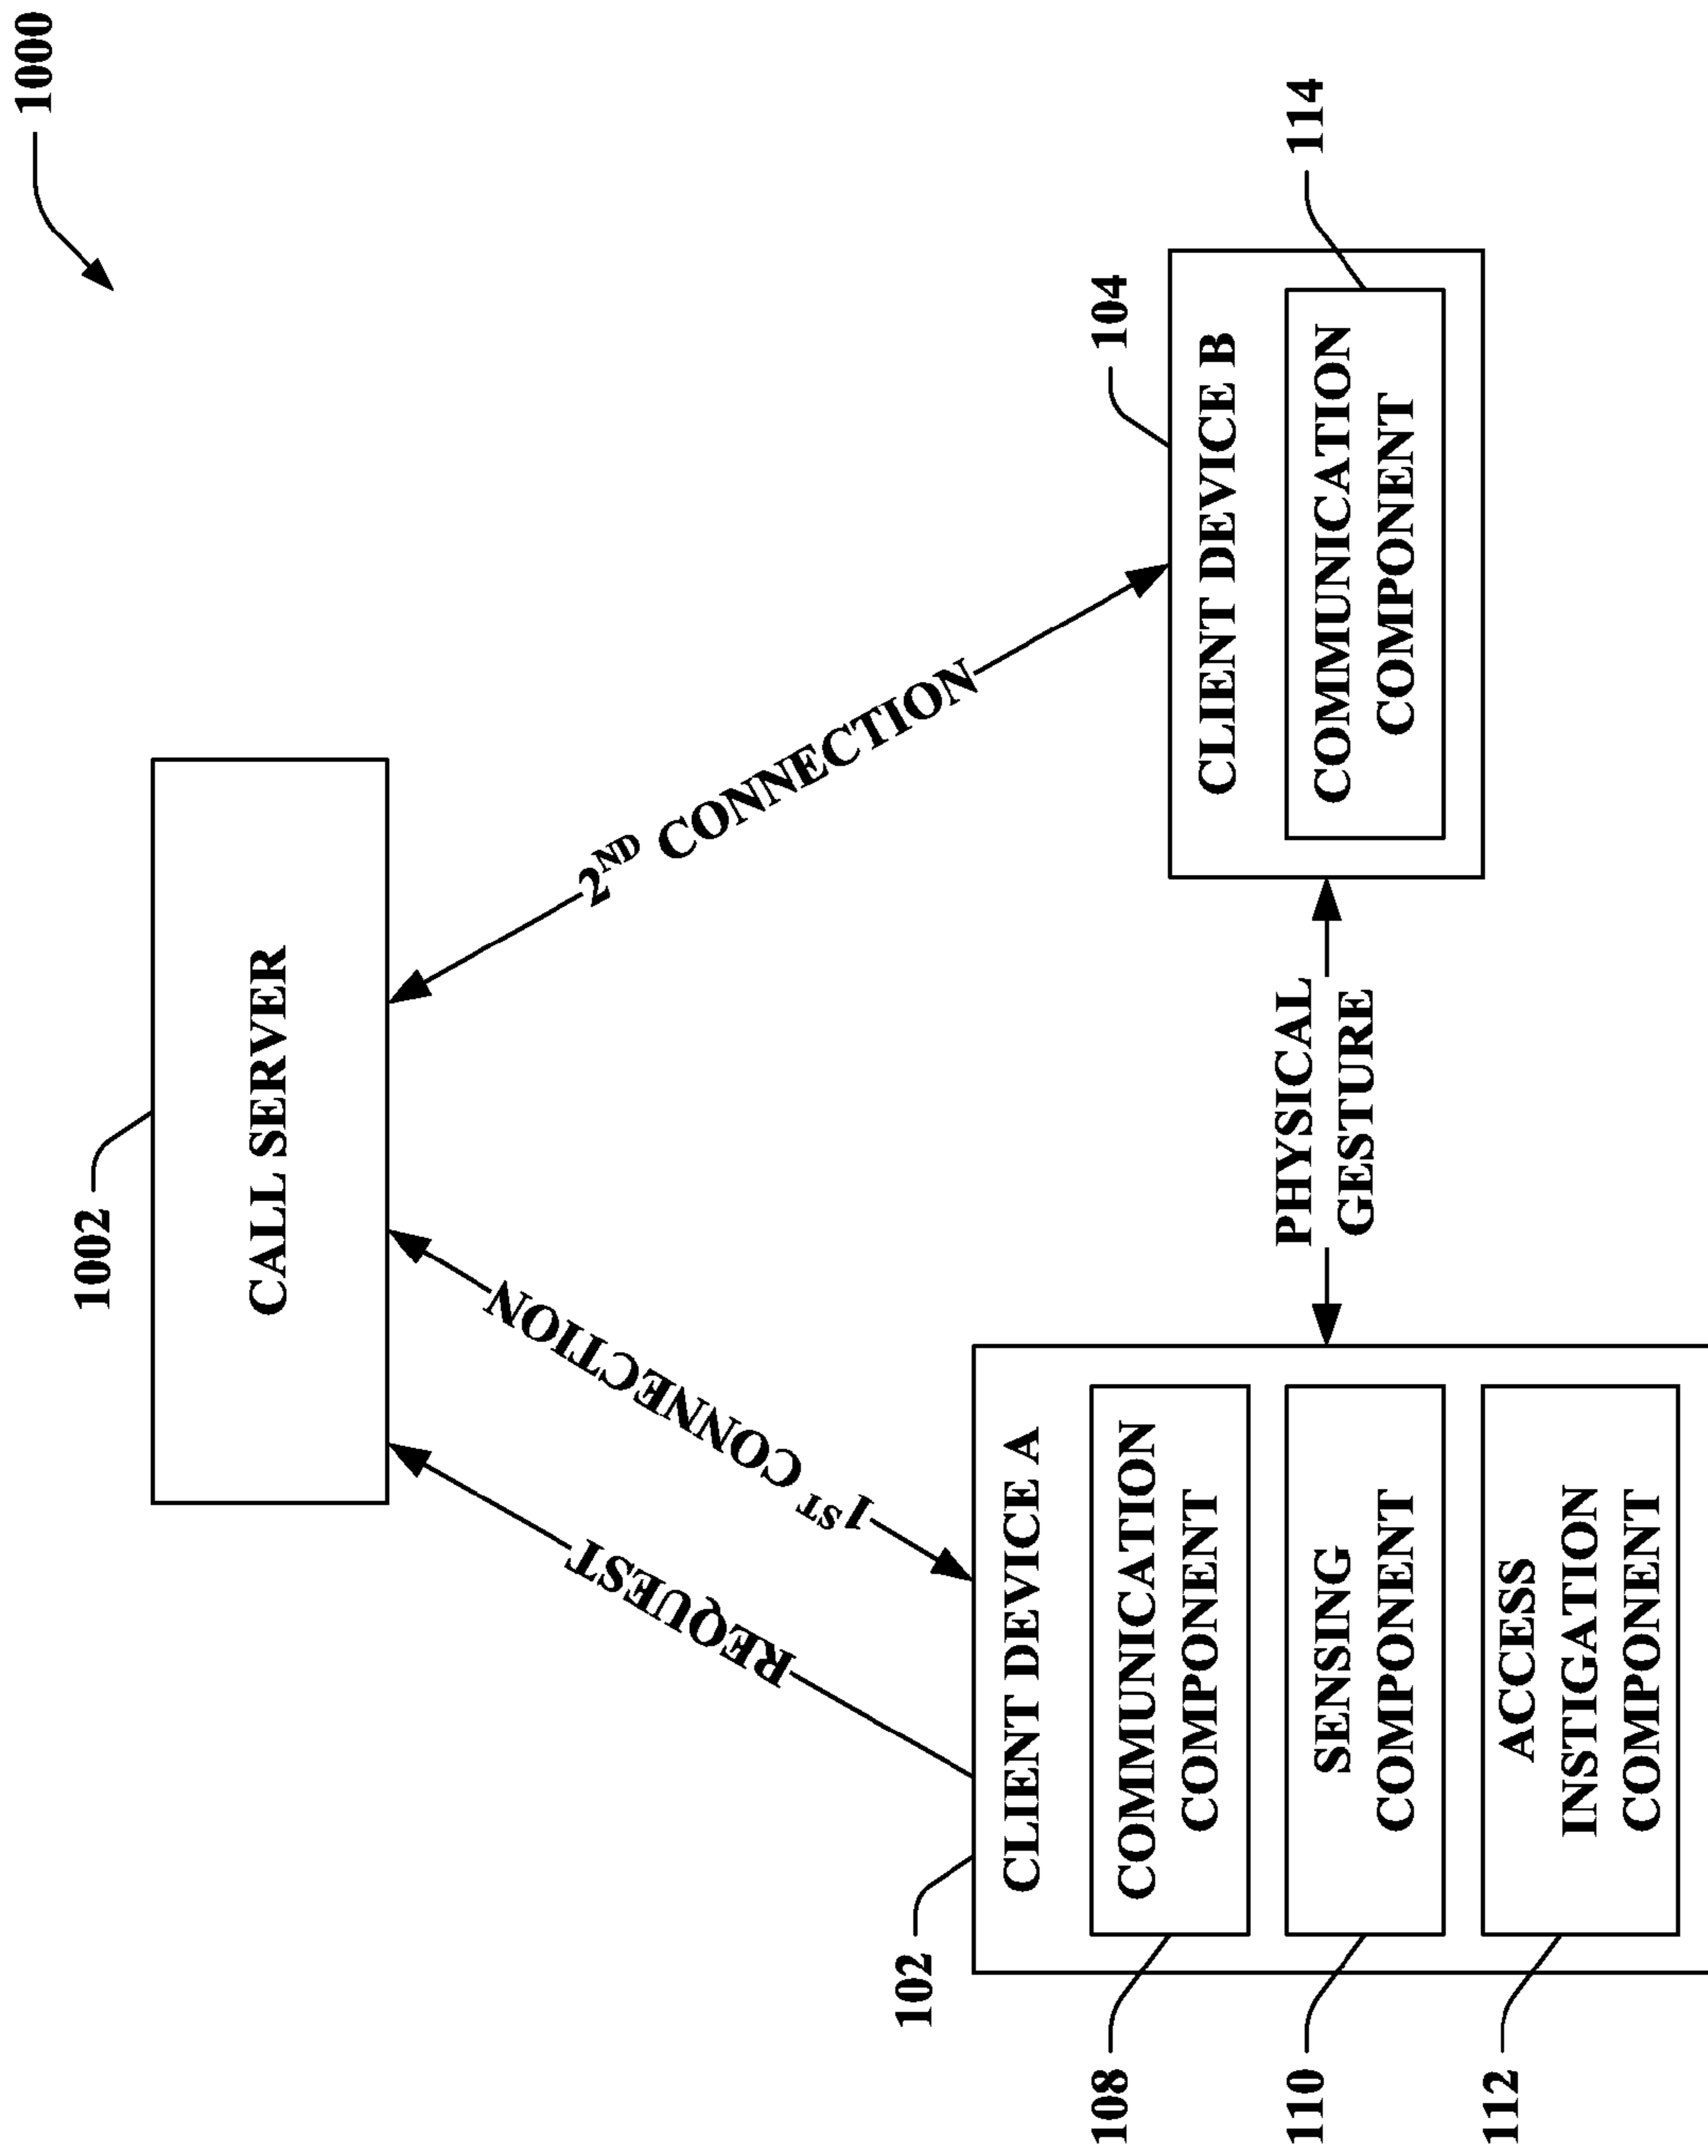 1000
1002
CALL SERVER
REQUEST
1ST CONNECTION
2ND CONNECTION
102
CLIENT DEVICE A
108
COMMUNICATION
COMPONENT
110
SENSING
COMPONENT
112
ACCESS
INSTIGATION
COMPONENT
PHYSICAL
GESTURE
104
CLIENT DEVICE B
COMMUNICATION
COMPONENT
114